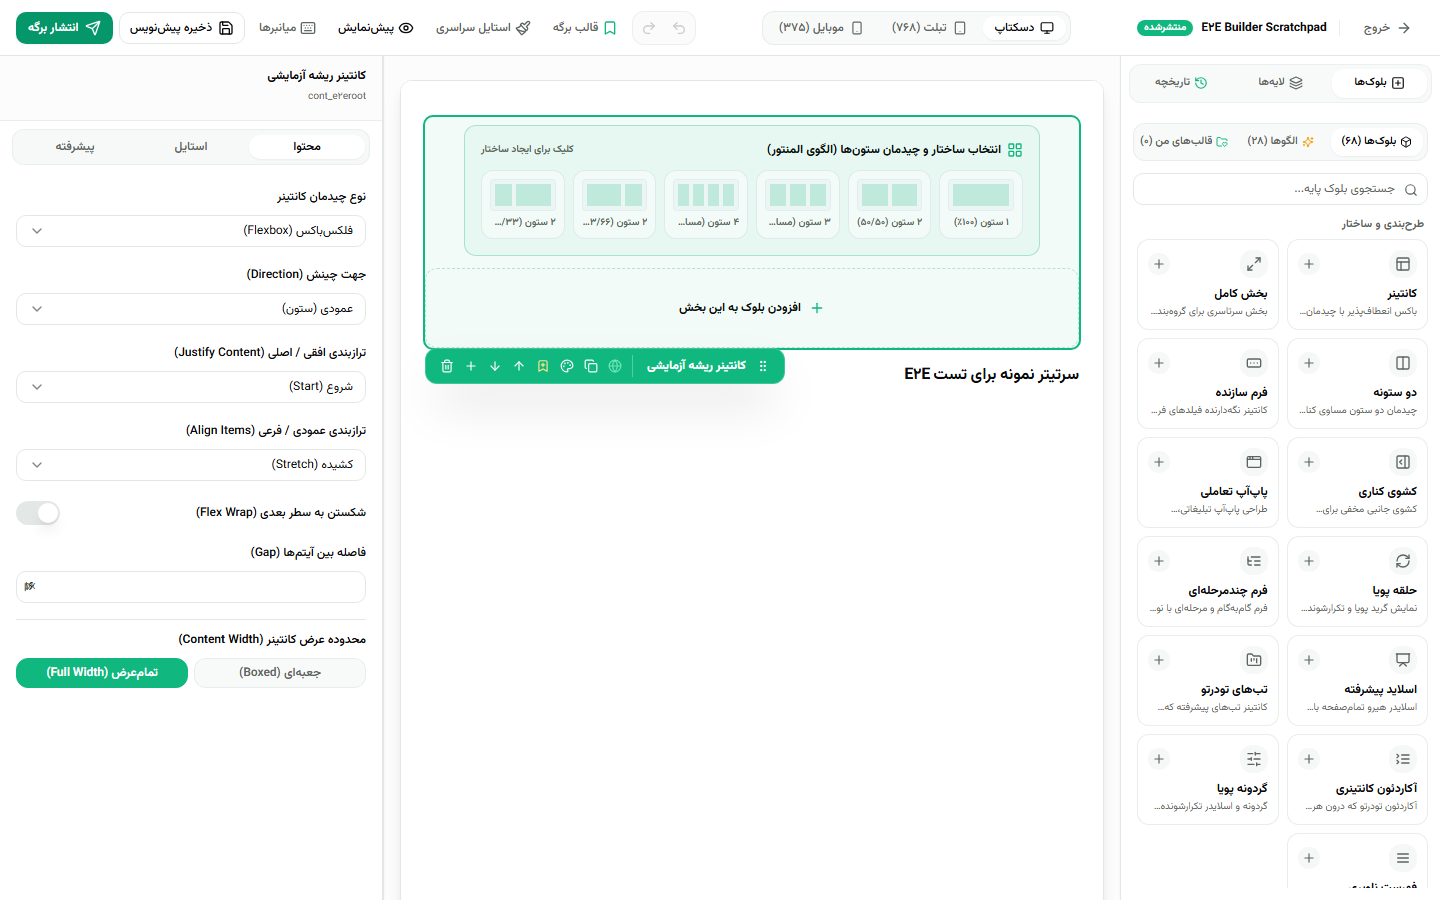 خروج
E۲E Builder Scratchpad
منتشرشده
دسکتاپ
تبلت (۷۶۸)
موبایل (۳۷۵)
قالب برگه
استایل سراسری
پیش‌نمایش
میانبرها
ذخیره پیش‌نویس
انتشار برگه
بلوک‌ها
لایه‌ها
تاریخچه
بلوک‌ها (۶۸)
الگوها (۲۸)
قالب‌های من (۰)
جستجوی بلوک پایه...
طرح‌بندی و ساختار
کانتینر
باکس انعطاف‌پذیر با چیدمان...
بخش کامل
بخش سرتاسری برای گروه‌بند...
دو ستونه
چیدمان دو ستون مساوی کنا...
فرم سازنده
کانتینر نگه‌دارنده فیلدهای فر...
کشوی کناری
کشوی جانبی مخفی برای...
پاپ‌آپ تعاملی
طراحی پاپ‌آپ تبلیغاتی،...
حلقه پویا
نمایش گرید پویا و تکرارشوند...
فرم چندمرحله‌ای
فرم گام‌به‌گام و مرحله‌ای با نو...
اسلاید پیشرفته
اسلایدر هیرو تمام‌صفحه با...
تب‌های تودرتو
کانتینر تب‌های پیشرفته که...
آکاردئون کانتینری
آکاردئون تودرتو که درون هر...
گردونه پویا
گردونه و اسلایدر تکرارشونده...
انتخاب ساختار و چیدمان ستون‌ها (الگوی المنتور)
کلیک برای ایجاد ساختار
۱ ستون (۱۰۰٪)
۲ ستون (۵۰/۵۰)
۳ ستون (مسا...
۴ ستون (مسا...
۲ ستون (۳/۶۶...
۲ ستون (۳۳/...
افزودن بلوک به این بخش
کانتینر ریشه آزمایشی
سرتیتر نمونه برای تست E۲E
کانتینر ریشه آزمایشی
cont_e۲eroot
محتوا
استایل
پیشرفته
نوع چیدمان کانتینر
فلکس‌باکس (Flexbox)
جهت چینش (Direction)
عمودی (ستون)
ترازبندی افقی / اصلی (Justify Content)
شروع (Start)
ترازبندی عمودی / فرعی (Align Items)
کشیده (Stretch)
شکستن به سطر بعدی (Flex Wrap)
فاصله بین آیتم‌ها (Gap)
محدوده عرض کانتینر (Content Width)
جعبه‌ای (Boxed)
تمام‌عرض (Full Width)